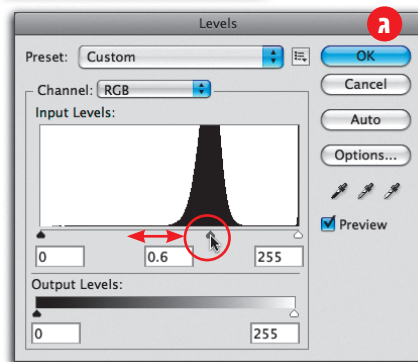 Levels
ג
Preset: Custom
OK
Channel: RGB
Cancel
Input Levels:
Auto
Options...
Preview
0 0.6 255
Output Levels:
0 255